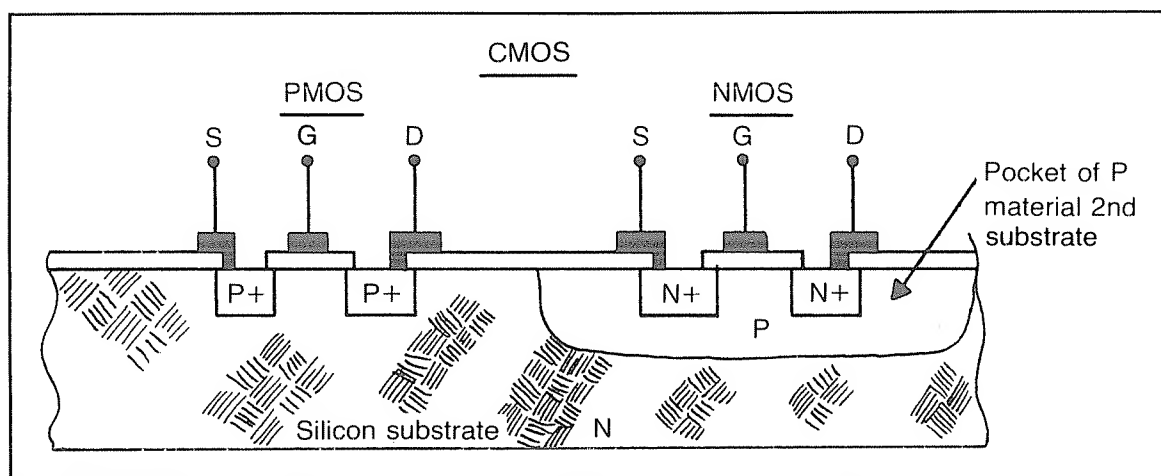 CMOS
PMOS
NMOS
S G D
S G D
Pocket of P
material 2nd
substrate
P+ P+
N+ N+
P
Silicon substrate N